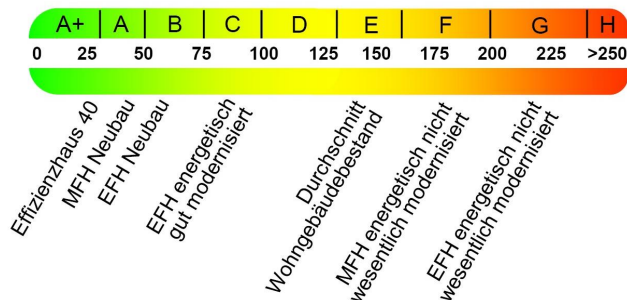 A+ A B C D E F G H
0 25 50 75 100 125 150 175 200 225 >250
Effizienzhaus 40
MFH Neubau
EFH Neubau
EFH energetisch
gut modernisiert
Durchschnitt
Wohngebäudebestand
MFH energetisch nicht
wesentlich modernisiert
EFH energetisch nicht
wesentlich modernisiert